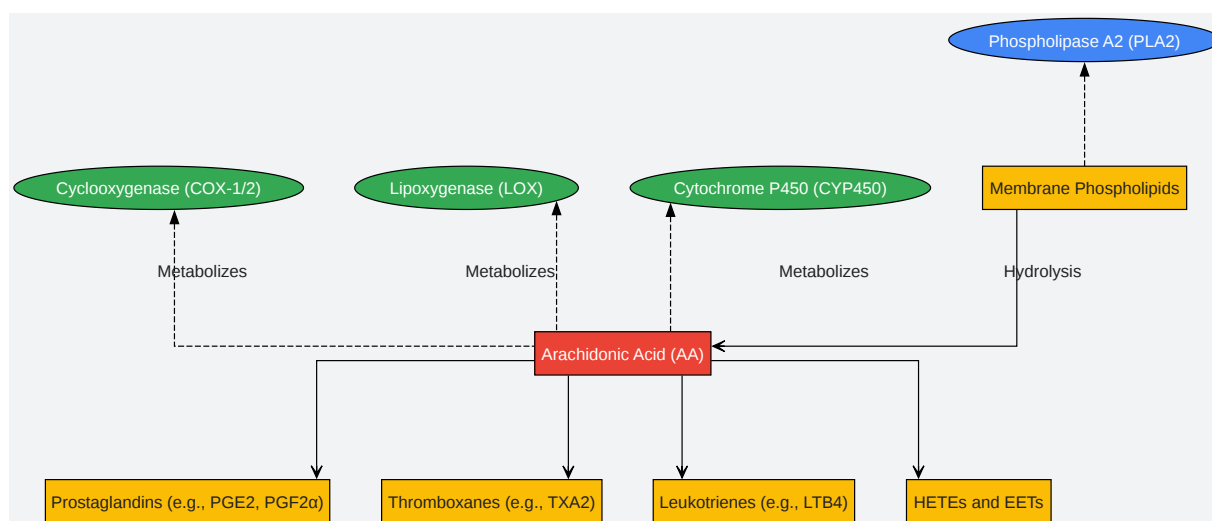 Phospholipase A2 (PLA2)
Cyclooxygenase (COX-1/2)
Lipoxygenase (LOX)
Cytochrome P450 (CYP450)
Membrane Phospholipids
Metabolizes
Metabolizes
Metabolizes
Hydrolysis
Arachidonic Acid (AA)
Prostaglandins (e.g., PGE2, PGF2α)
Thromboxanes (e.g., TXA2)
Leukotrienes (e.g., LTB4)
HETEs and EETs